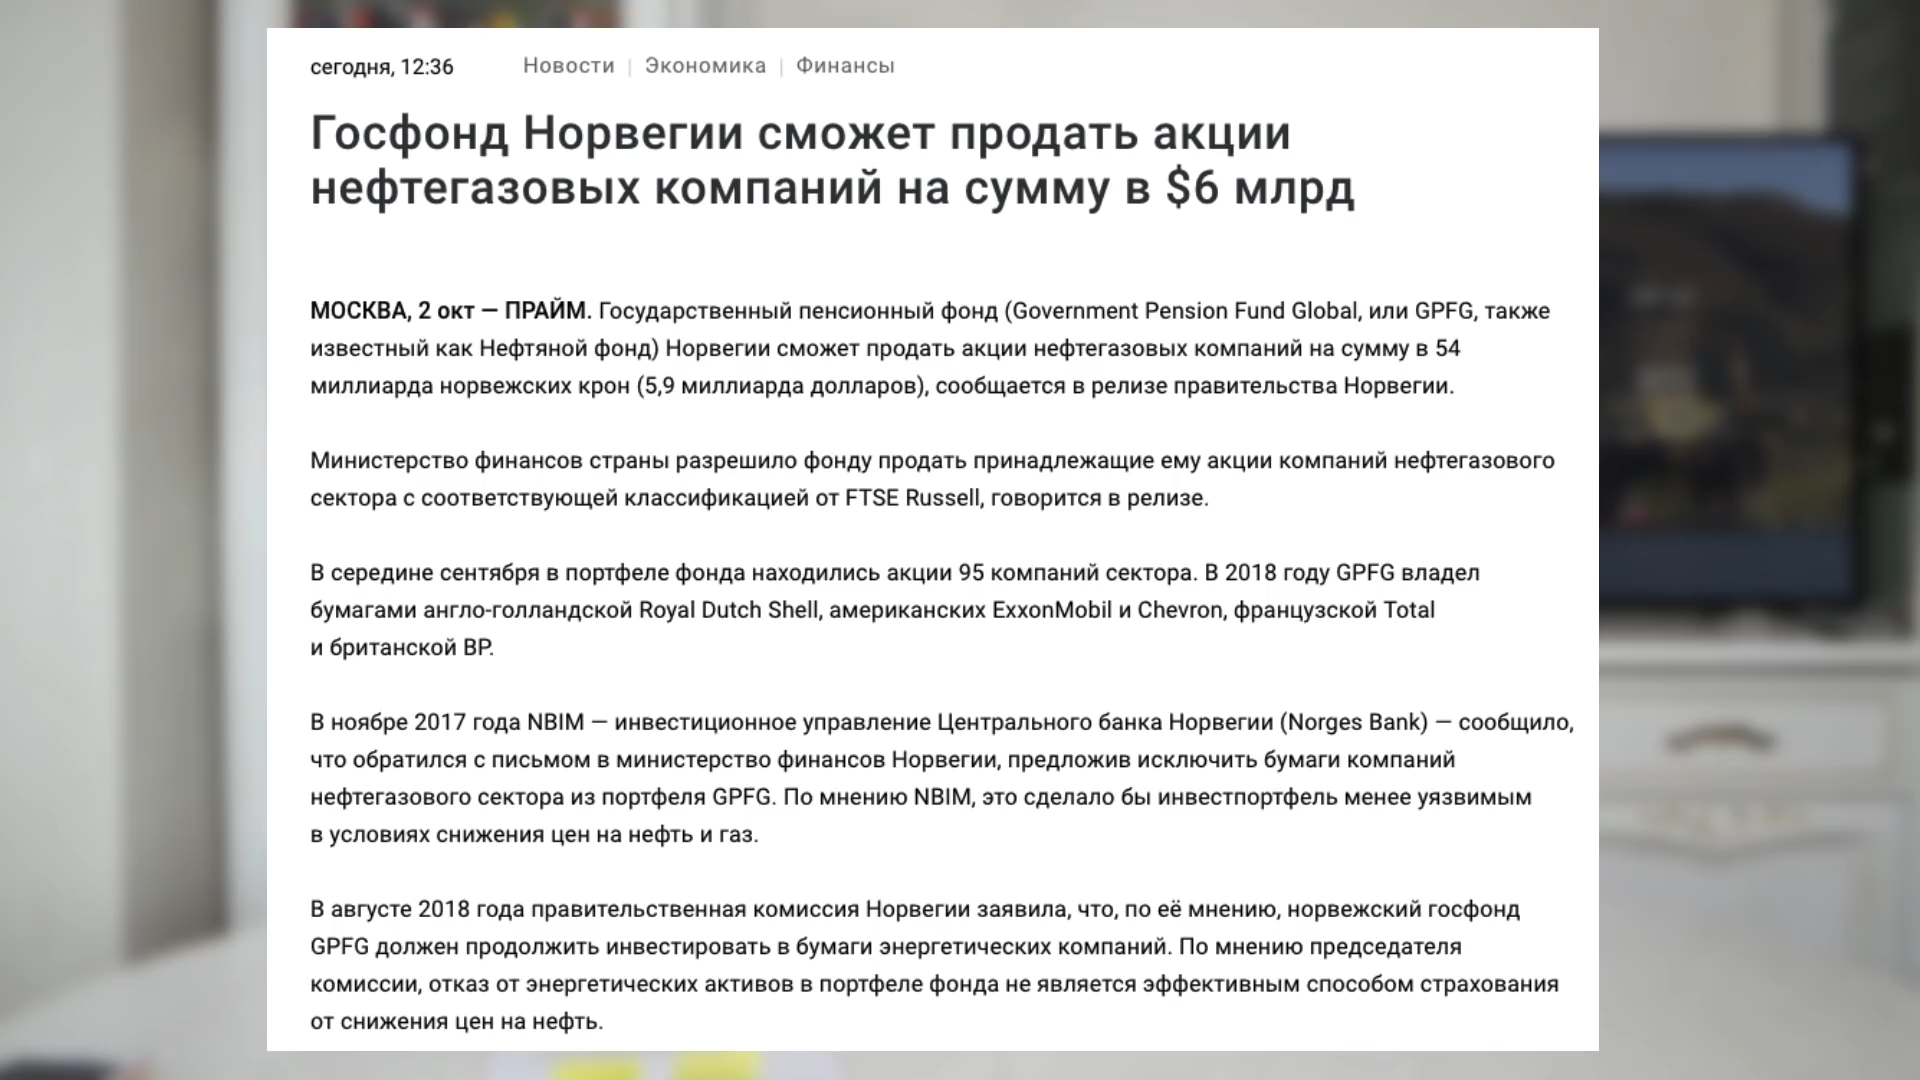 сегодня, 12:36 Новости | Экономика | Финансы
Госфонд Норвегии сможет продать акции
нефтегазовых компаний на сумму в $6 млрд
МОСКВА, 2 окт — ПРАЙМ. Государственный пенсионный фонд (Government Pension Fund Global, или GPFG, также
известный как Нефтяной фонд) Норвегии сможет продать акции нефтегазовых компаний на сумму в 54
миллиарда норвежских крон (5,9 миллиарда долларов), сообщается в релизе правительства Норвегии.
Министерство финансов страны разрешило фонду продать принадлежащие ему акции компаний нефтегазового
сектора с соответствующей классификацией от FTSE Russell, говорится в релизе.
В середине сентября в портфеле фонда находились акции 95 компаний сектора. В 2018 году GPFG владел
бумагами англо-голландской Royal Dutch Shell, американских ExxonMobil и Chevron, французской Total
и британской BP.
В ноябре 2017 года NBIM — инвестиционное управление Центрального банка Норвегии (Norges Bank) — сообщило,
что обратился с письмом в министерство финансов Норвегии, предложив исключить бумаги компаний
нефтегазового сектора из портфеля GPFG. По мнению NBIM, это сделало бы инвестпортфель менее уязвимым
в условиях снижения цен на нефть и газ.
В августе 2018 года правительственная комиссия Норвегии заявила, что, по её мнению, норвежский госфонд
GPFG должен продолжить инвестировать в бумаги энергетических компаний. По мнению председателя
комиссии, отказ от энергетических активов в портфеле фонда не является эффективным способом страхования
от снижения цен на нефть.